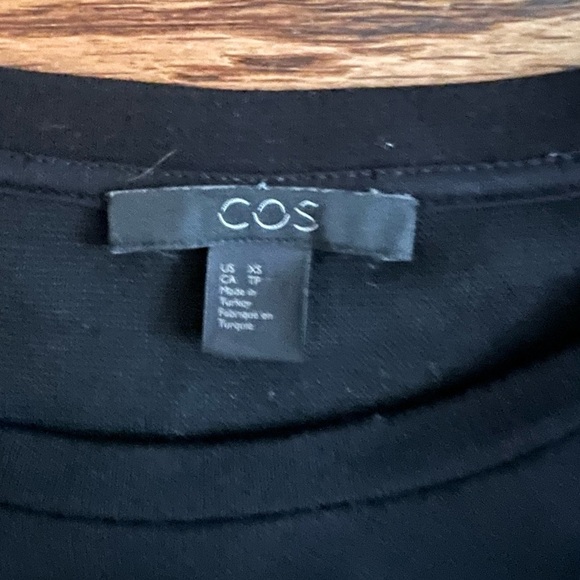 COS
US XS
CA TP
Made in
Turkey
Fabriqué en
Turquie